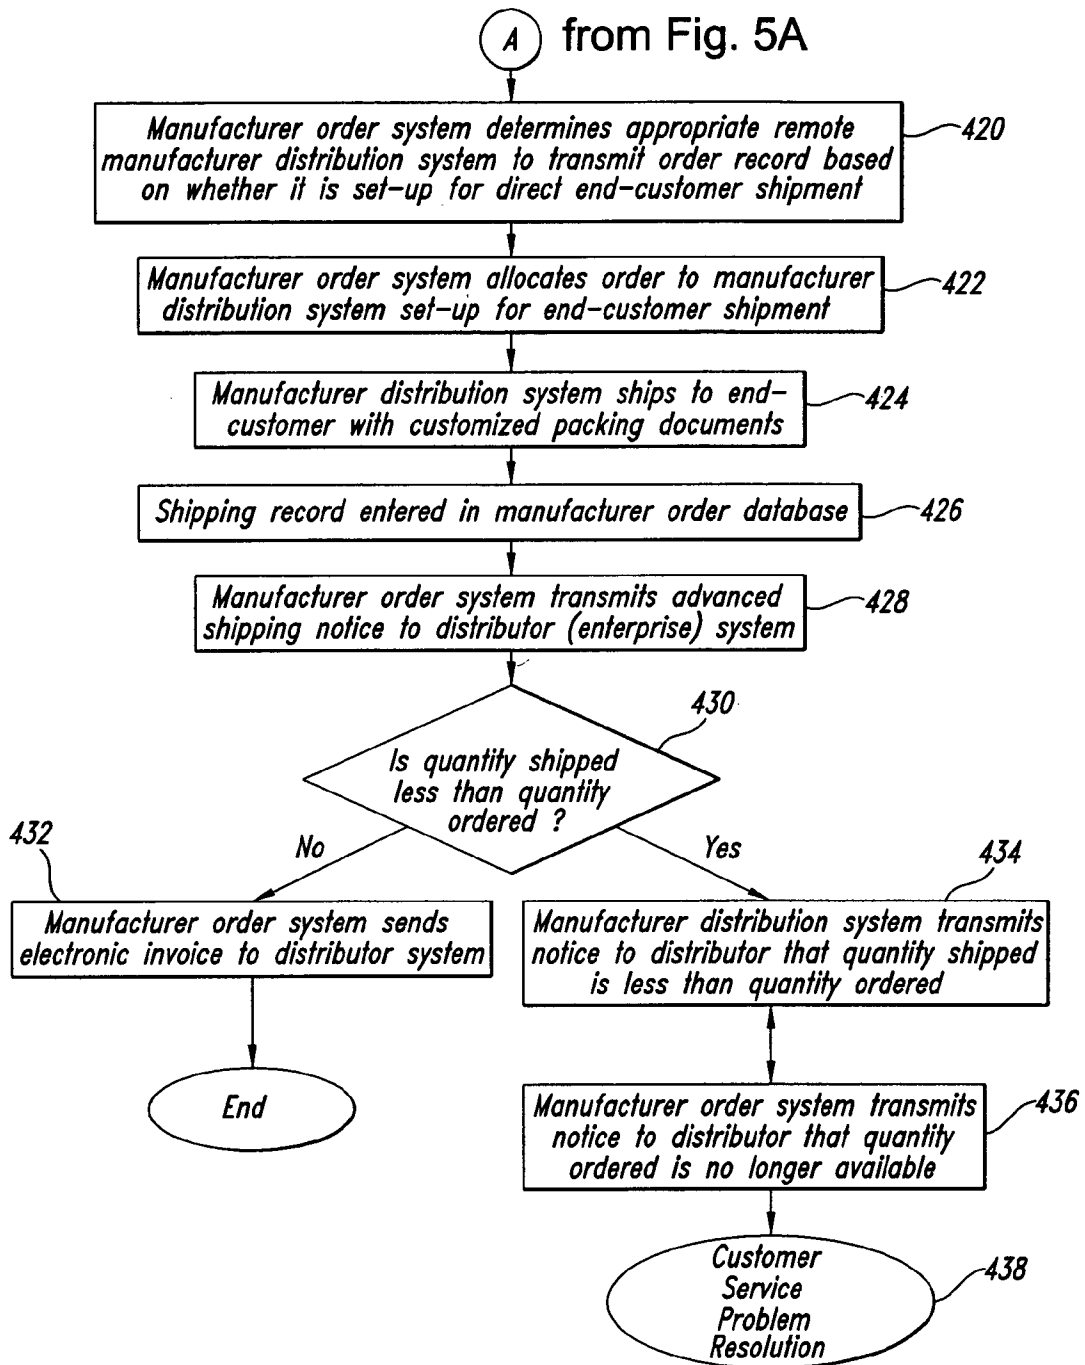 A from Fig. 5A
Manufacturer order system determines appropriate remote
manufacturer distribution system to transmit order record based
on whether it is set-up for direct end-customer shipment
420
Manufacturer order system allocates order to manufacturer
distribution system set-up for end-customer shipment
422
Manufacturer distribution system ships to end-
customer with customized packing documents
424
Shipping record entered in manufacturer order database
426
Manufacturer order system transmits advanced
shipping notice to distributor (enterprise) system
428
430
Is quantity shipped
less than quantity
ordered ?
No
Yes
432
Manufacturer order system sends
electronic invoice to distributor system
End
434
Manufacturer distribution system transmits
notice to distributor that quantity shipped
is less than quantity ordered
Manufacturer order system transmits
notice to distributor that quantity
ordered is no longer available
436
Customer
Service
Problem
Resolution
438